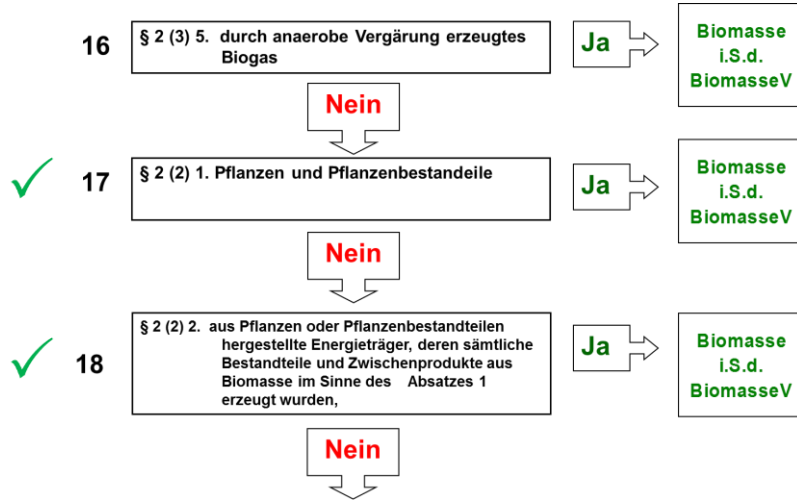 16
§ 2 (3) 5. durch anaerobe Vergärung erzeugtes
Biogas
Ja
Biomasse
i.S.d.
BiomasseV
Nein
17
§ 2 (2) 1. Pflanzen und Pflanzenbestandeile
Ja
Biomasse
i.S.d.
BiomasseV
Nein
18
§ 2 (2) 2. aus Pflanzen oder Pflanzenbestandteilen
hergestellte Energieträger, deren sämtliche
Bestandteile und Zwischenprodukte aus
Biomasse im Sinne des Absatzes 1
erzeugt wurden,
Ja
Biomasse
i.S.d.
BiomasseV
Nein